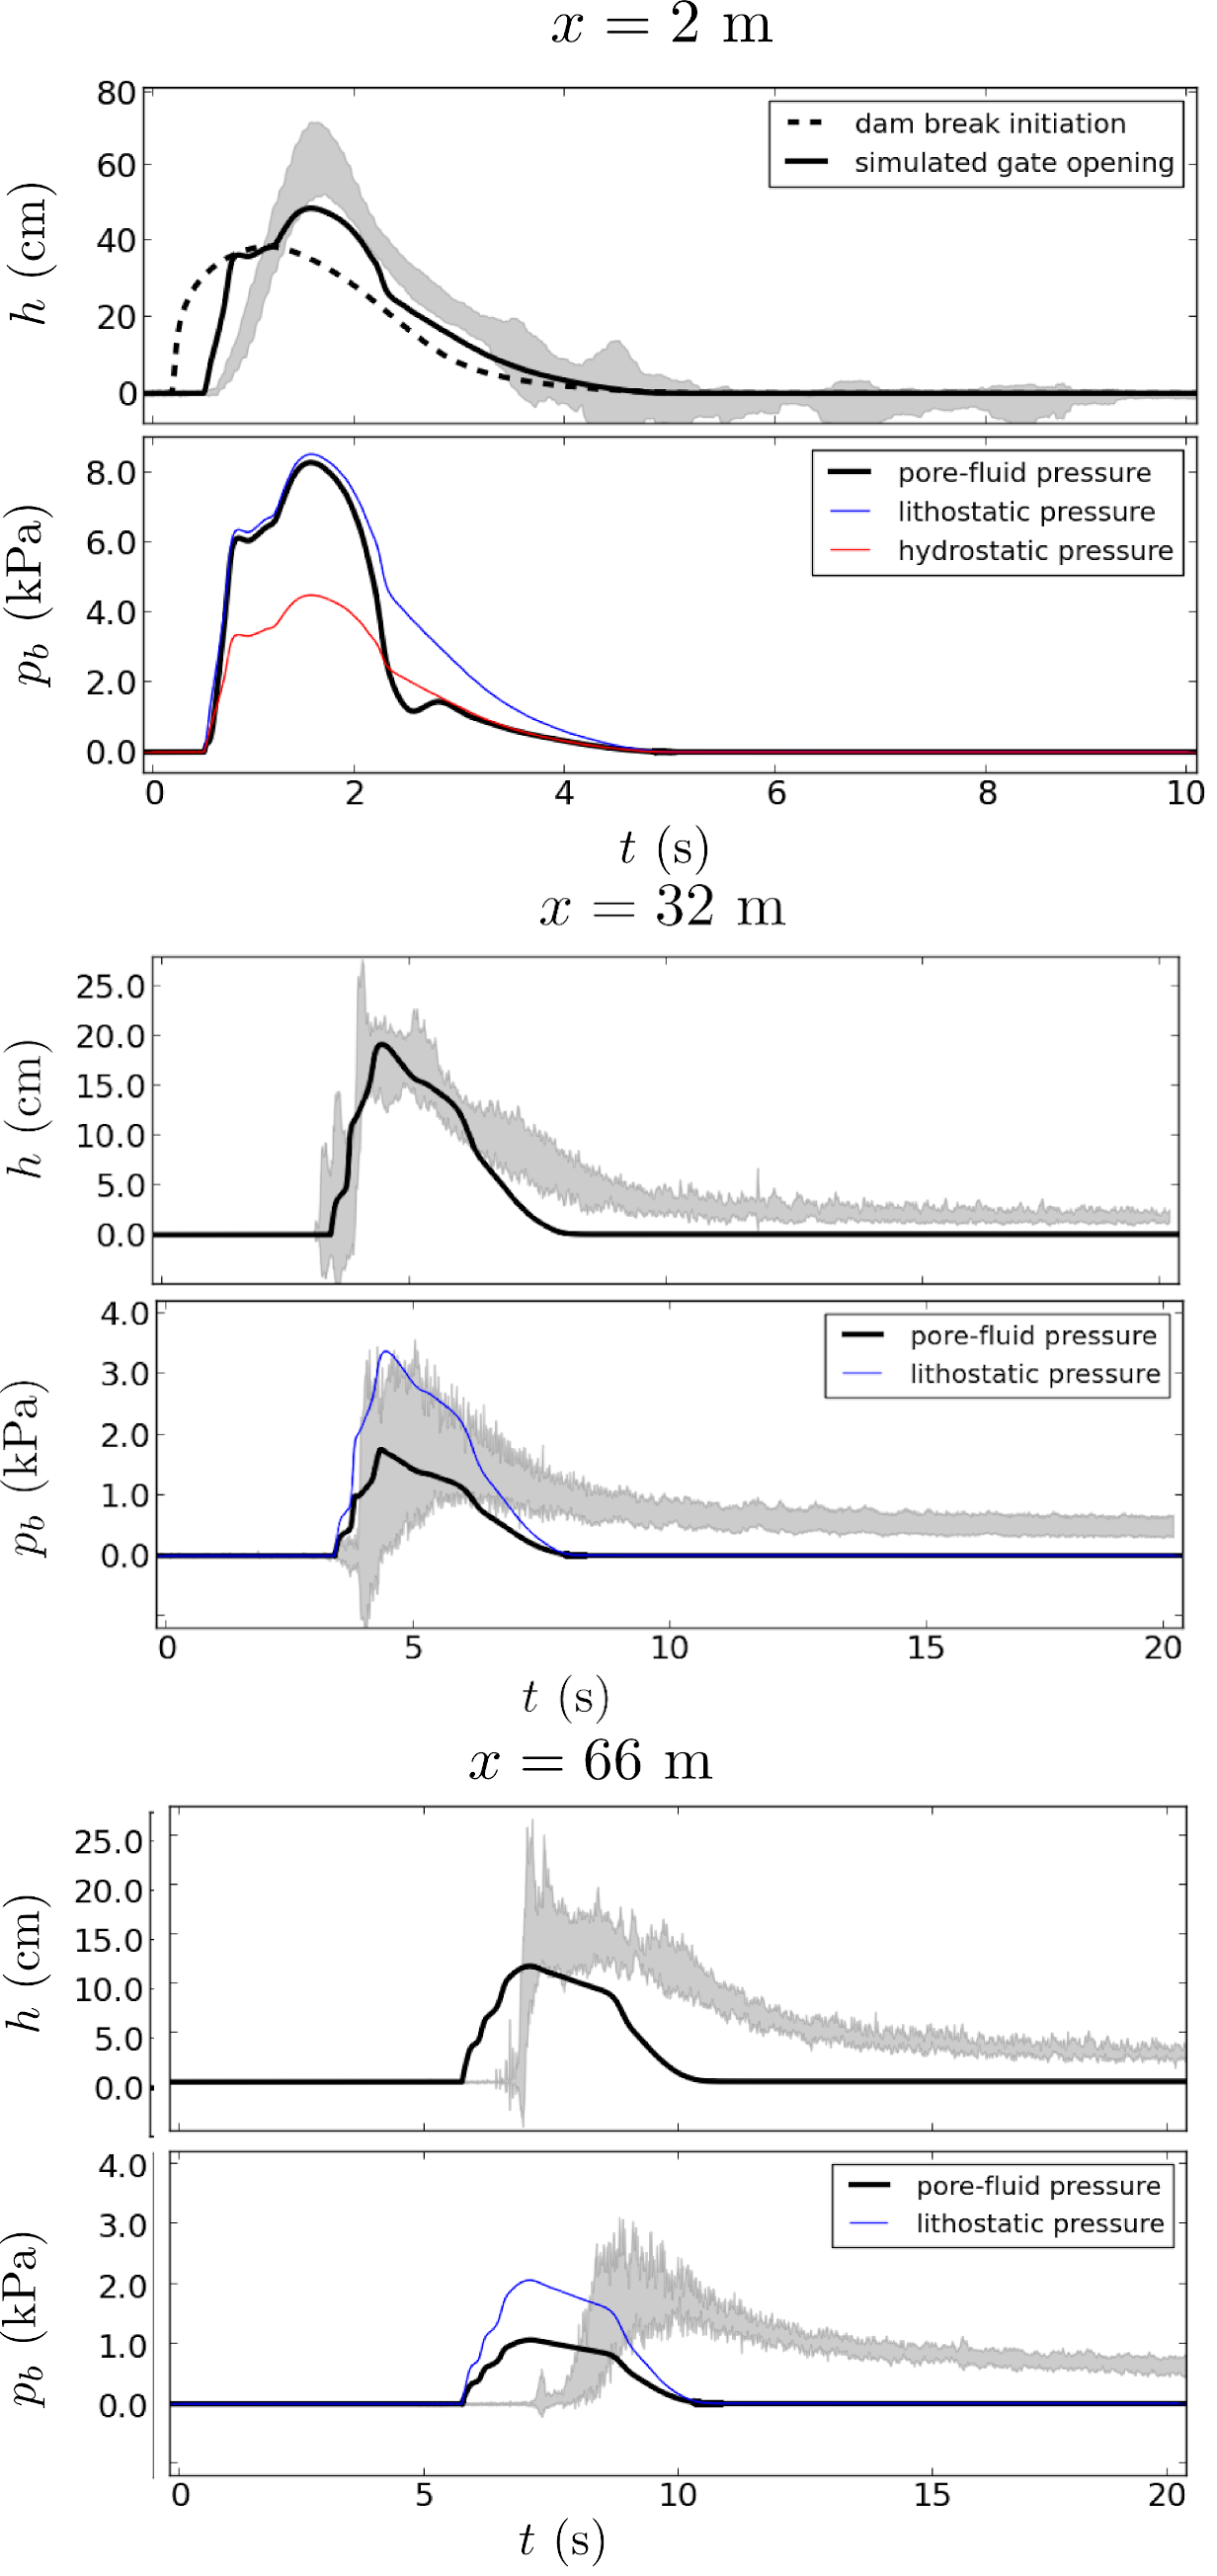 x = 2 m
80
60
40
20
0
h (cm)
dam break initiation
simulated gate opening
8.0
6.0
4.0
2.0
0.0
p_b (kPa)
pore-fluid pressure
lithostatic pressure
hydrostatic pressure
0 2 4 6 8 10
t (s)
x = 32 m
25.0
20.0
15.0
10.0
5.0
0.0
h (cm)
4.0
3.0
2.0
1.0
0.0
p_b (kPa)
pore-fluid pressure
lithostatic pressure
0 5 10 15 20
t (s)
x = 66 m
25.0
20.0
15.0
10.0
5.0
0.0
h (cm)
4.0
3.0
2.0
1.0
0.0
p_b (kPa)
pore-fluid pressure
lithostatic pressure
0 5 10 15 20
t (s)